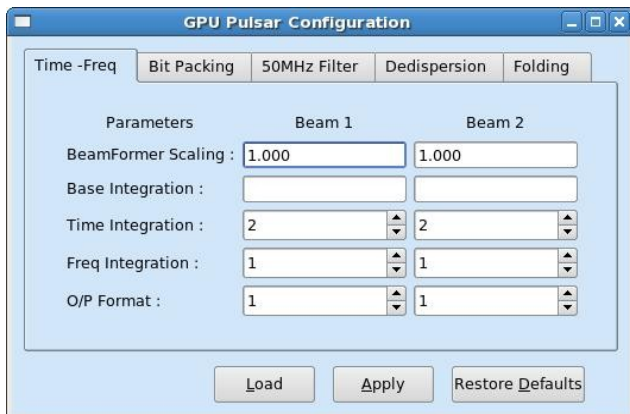 GPU Pulsar Configuration
Time -Freq Bit Packing 50MHz Filter Dedispersion Folding
Parameters Beam 1 Beam 2
BeamFormer Scaling : 1.000 1.000
Base Integration :
Time Integration : 2 2
Freq Integration : 1 1
O/P Format : 1 1
Load Apply Restore Defaults